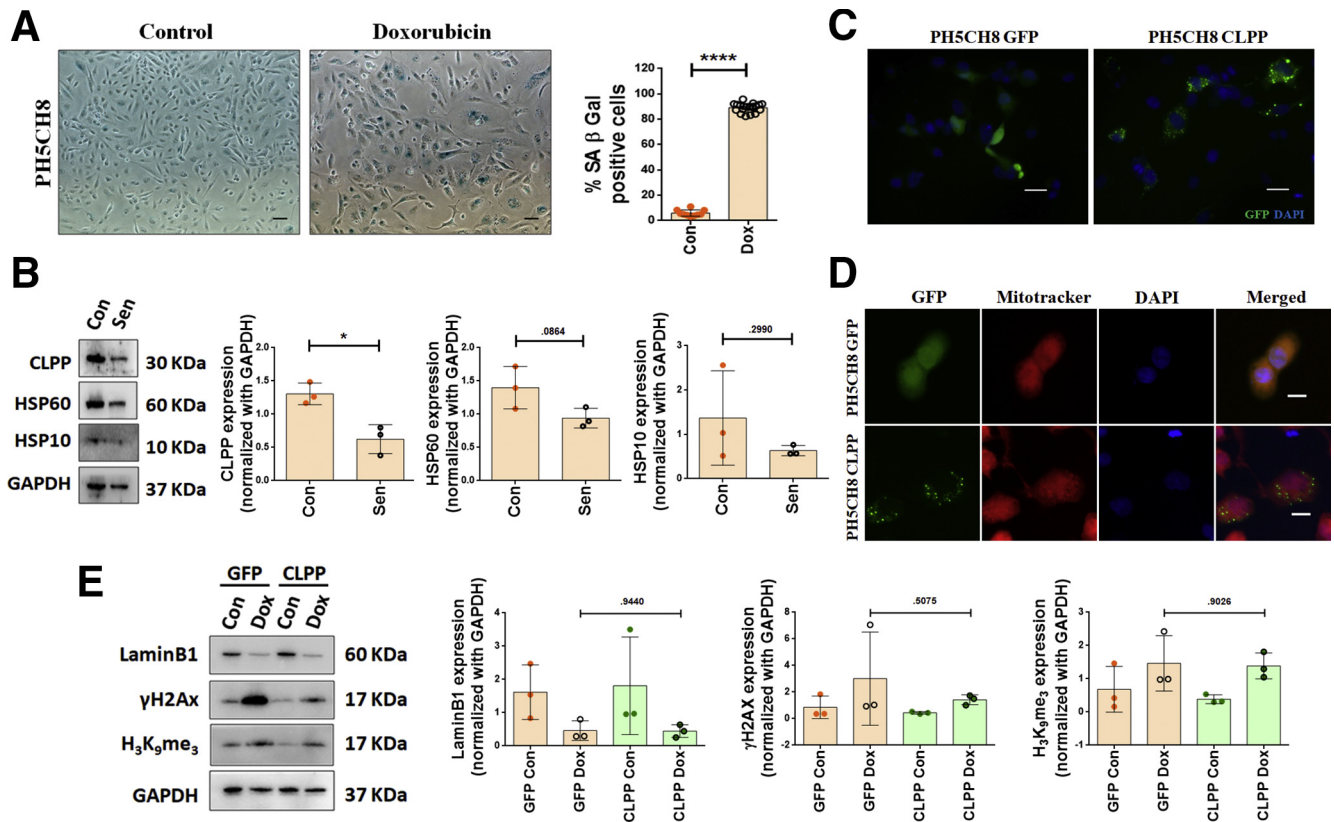 A
Control
Doxorubicin
PH5CH8
% SA β Gal
positive cells
120
100
80
60
40
20
0
****
Con
Dox
C
PH5CH8 GFP
PH5CH8 CLPP
GFP DAPI
B
Con
Sen
CLPP
30 KDa
HSP60
60 KDa
HSP10
10 KDa
GAPDH
37 KDa
CLPP expression
(normalized with GAPDH)
2.0
1.5
1.0
0.5
0.0
*
Con
Sen
HSP60 expression
(normalized with GAPDH)
2.0
1.5
1.0
0.5
0.0
.0864
Con
Sen
HSP10 expression
(normalized with GAPDH)
3
2
1
0
.2990
Con
Sen
D
GFP
Mitotracker
DAPI
Merged
PH5CH8 GFP
PH5CH8 CLPP
E
GFP
CLPP
Con
Dox
Con
Dox
LaminB1
60 KDa
γH2Ax
17 KDa
H3K9me3
17 KDa
GAPDH
37 KDa
LaminB1 expression
(normalized with GAPDH)
4
3
2
1
0
.9440
GFP Con
GFP Dox
CLPP Con
CLPP Dox
γH2AX expression
(normalized with GAPDH)
8
6
4
2
0
-2
.5075
GFP Con
GFP Dox
CLPP Con
CLPP Dox
H3K9me3 expression
(normalized with GAPDH)
3
2
1
0
-1
.9026
GFP Con
GFP Dox
CLPP Con
CLPP Dox